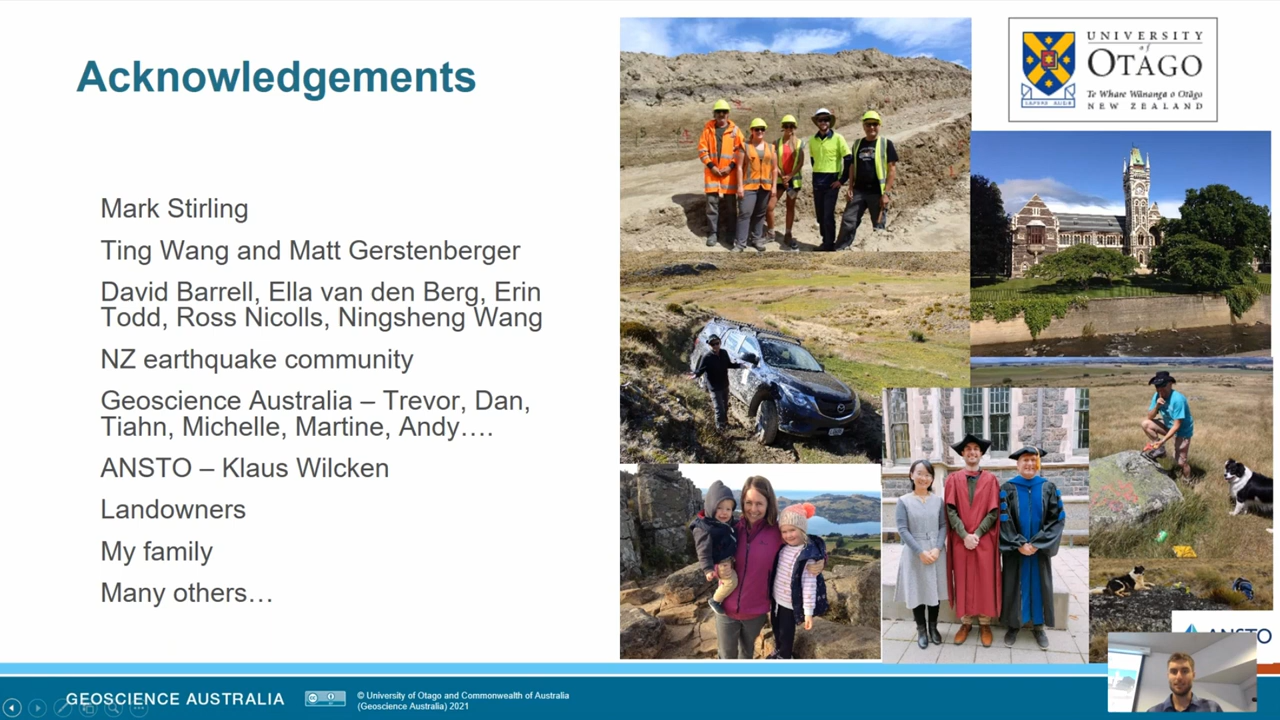 Acknowledgements
Mark Stirling
Ting Wang and Matt Gerstenberger
David Barrell, Ella van den Berg, Erin
Todd, Ross Nicolls, Ningsheng Wang
NZ earthquake community
Geoscience Australia – Trevor, Dan,
Tiahn, Michelle, Martine, Andy….
ANSTO – Klaus Wilcken
Landowners
My family
Many others…
UNIVERSITY
of
OTAGO
Te Whare Wānanga o Otāgo
NEW ZEALAND
SAPERE AUDE
ANSTO
GEOSCIENCE AUSTRALIA
© University of Otago and Commonwealth of Australia
(Geoscience Australia) 2021